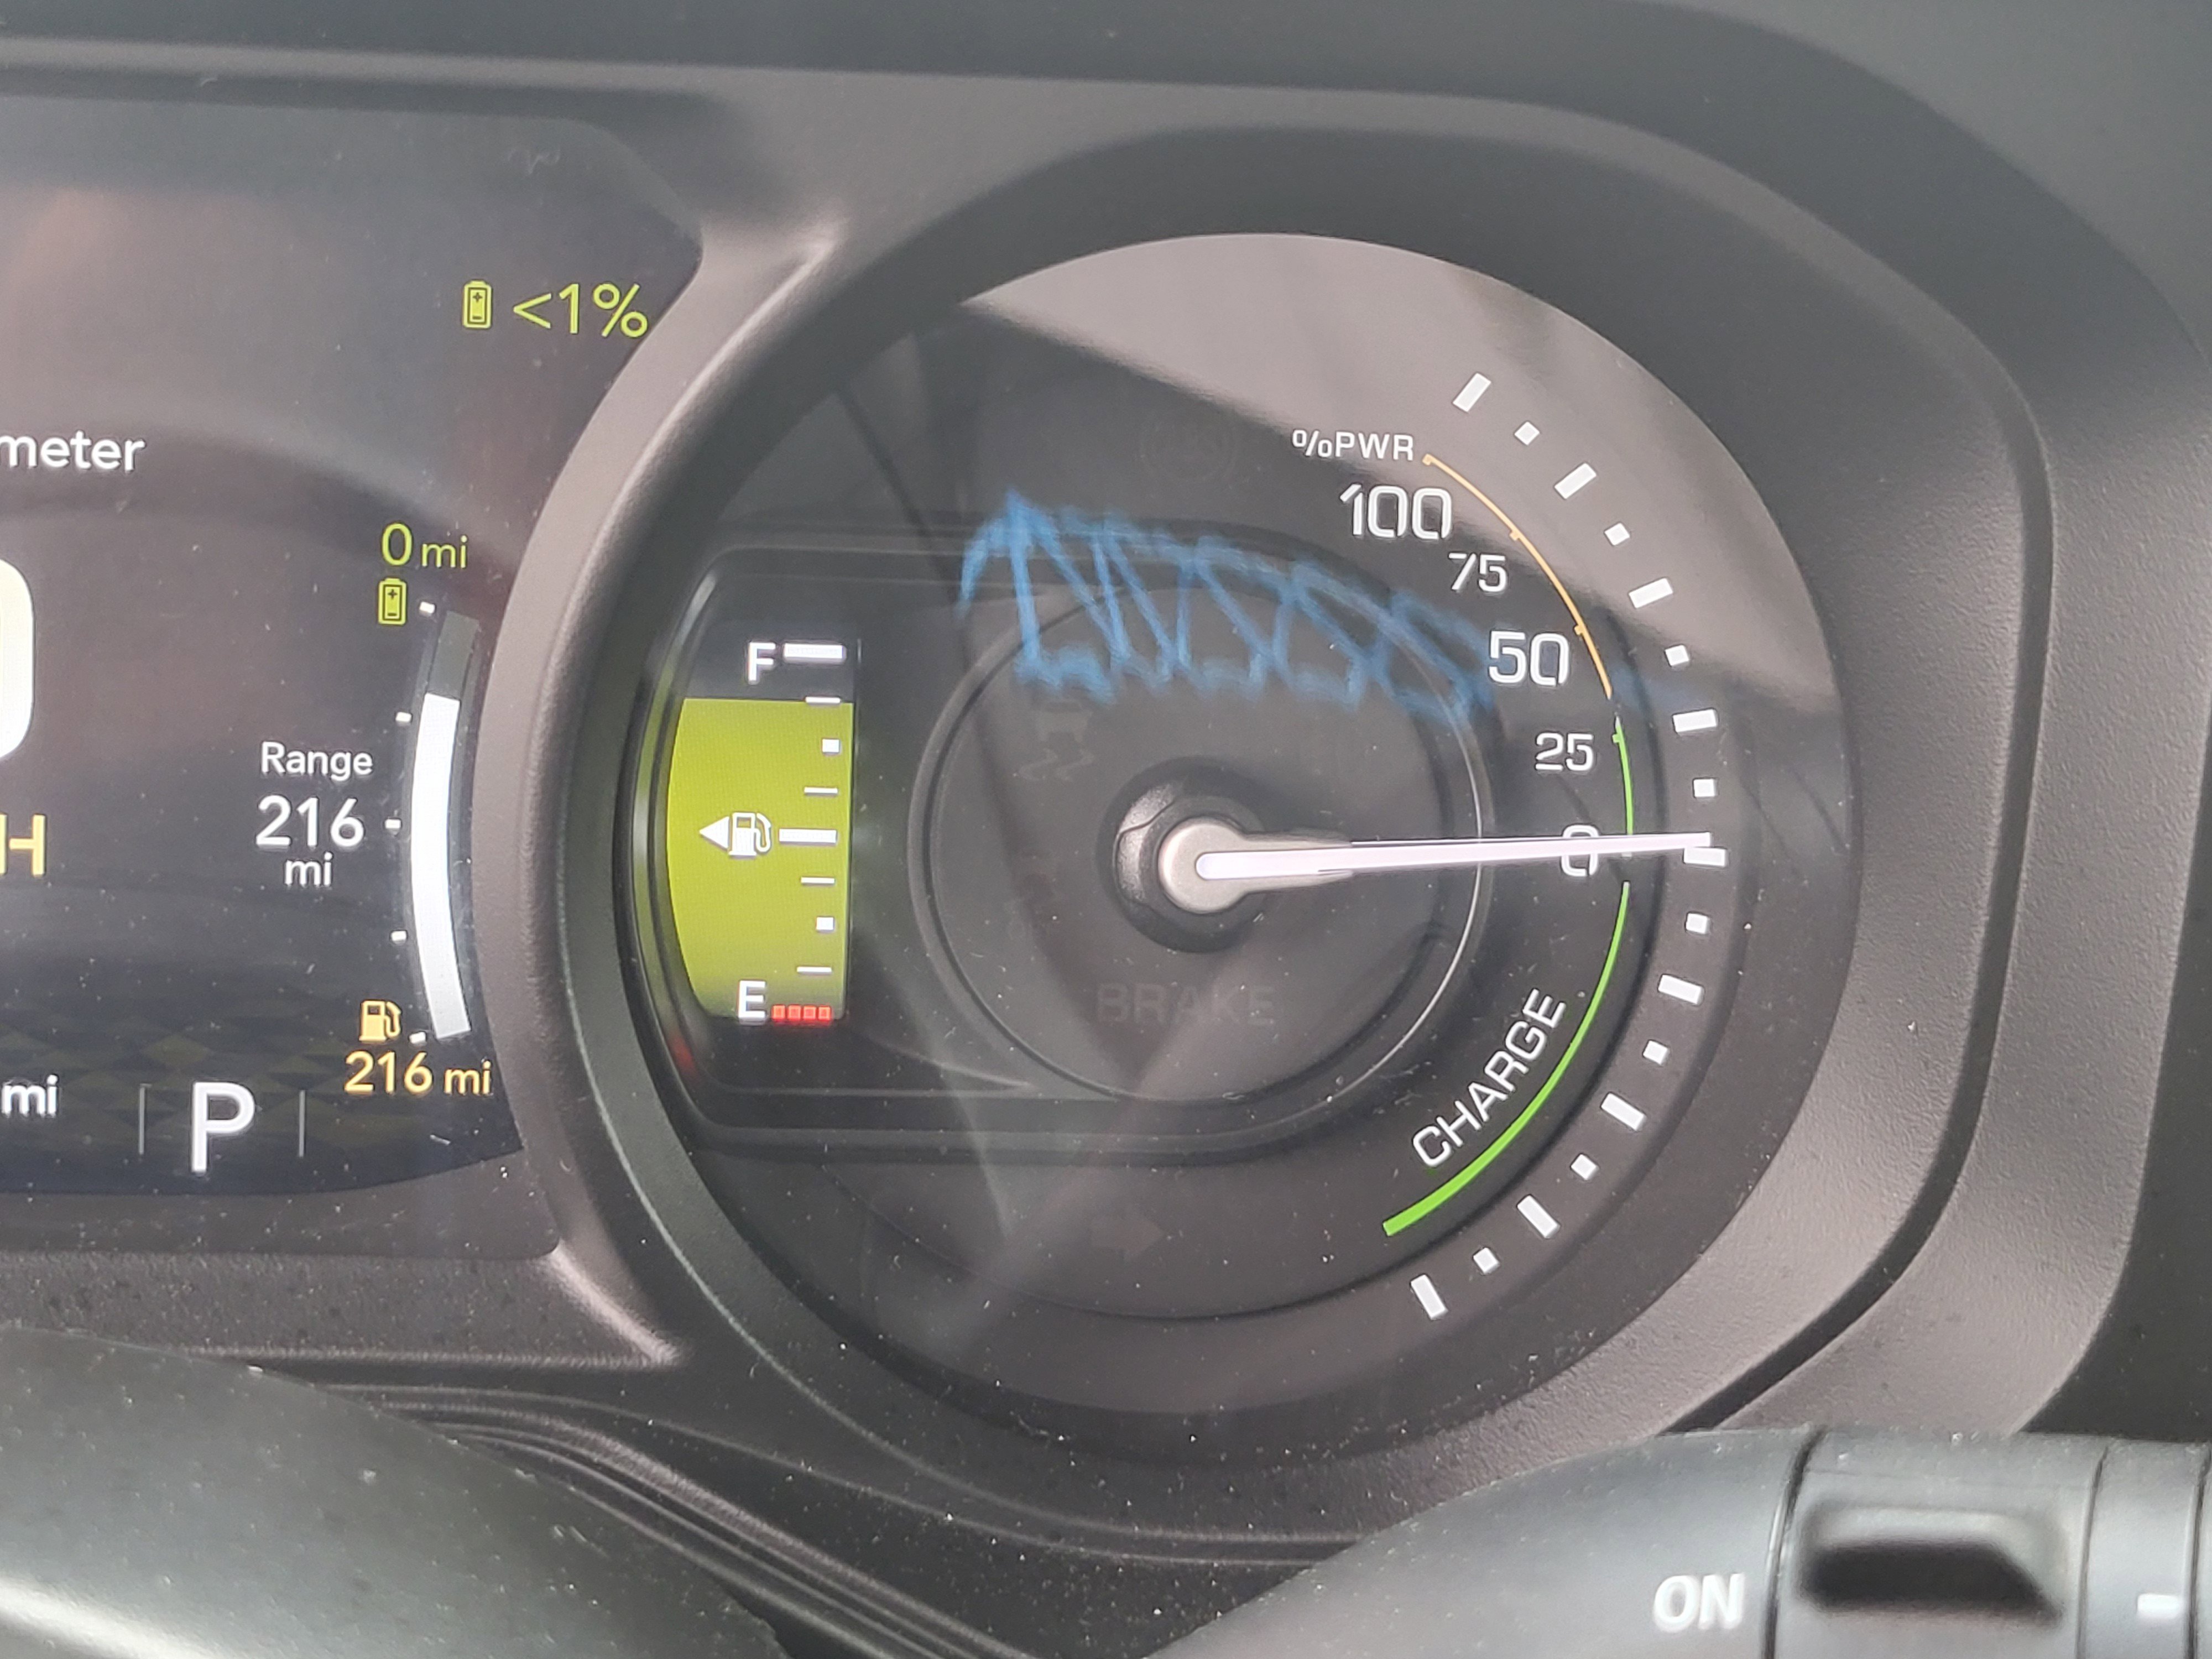 <1%
meter
0 mi
%PWR
100
75
50
25
0
F
E
Range
216
mi
H
216 mi
mi
P
BRAKE
CHARGE
ON